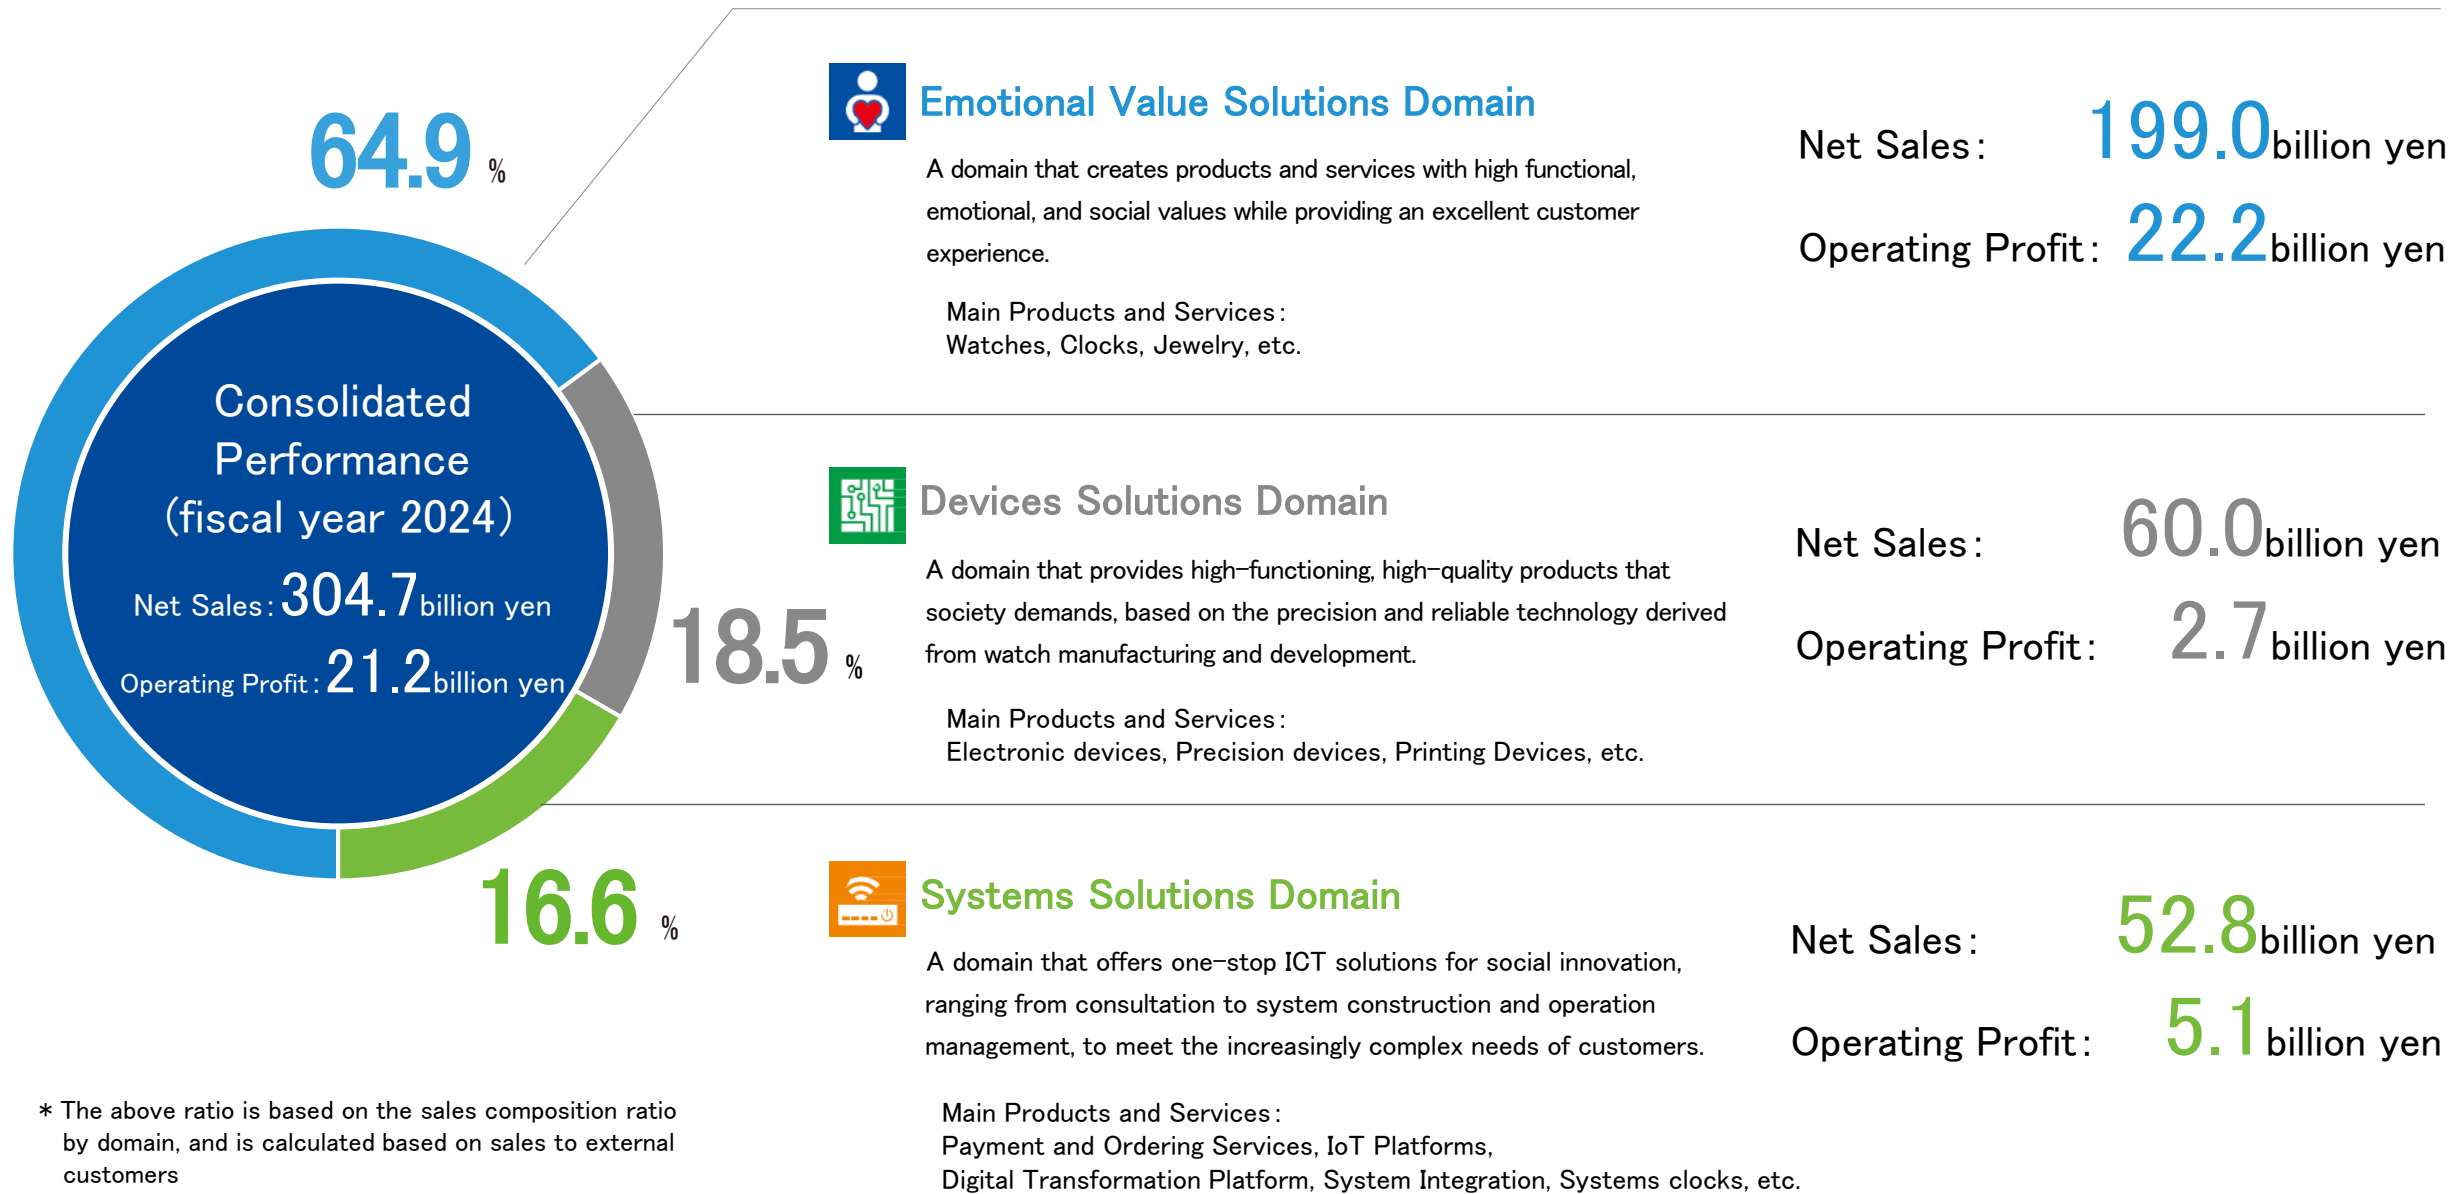 64.9 %
Consolidated
Performance
(fiscal year 2024)
Net Sales: 304.7 billion yen
Operating Profit: 21.2 billion yen
18.5 %
16.6 %
* The above ratio is based on the sales composition ratio
by domain, and is calculated based on sales to external
customers
Emotional Value Solutions Domain
A domain that creates products and services with high functional,
emotional, and social values while providing an excellent customer
experience.
Main Products and Services:
Watches, Clocks, Jewelry, etc.
Net Sales: 199.0 billion yen
Operating Profit: 22.2 billion yen
Devices Solutions Domain
A domain that provides high-functioning, high-quality products that
society demands, based on the precision and reliable technology derived
from watch manufacturing and development.
Main Products and Services:
Electronic devices, Precision devices, Printing Devices, etc.
Net Sales: 60.0 billion yen
Operating Profit: 2.7 billion yen
Systems Solutions Domain
A domain that offers one-stop ICT solutions for social innovation,
ranging from consultation to system construction and operation
management, to meet the increasingly complex needs of customers.
Main Products and Services:
Payment and Ordering Services, IoT Platforms,
Digital Transformation Platform, System Integration, Systems clocks, etc.
Net Sales: 52.8 billion yen
Operating Profit: 5.1 billion yen